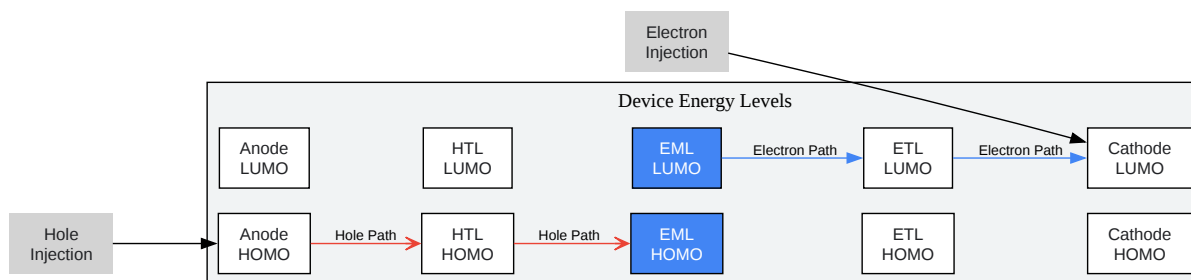 Electron
Injection
Device Energy Levels
Anode
LUMO
HTL
LUMO
EML
LUMO
Electron Path
ETL
LUMO
Electron Path
Cathode
LUMO
Hole
Injection
Anode
HOMO
Hole Path
HTL
HOMO
Hole Path
EML
HOMO
ETL
HOMO
Cathode
HOMO